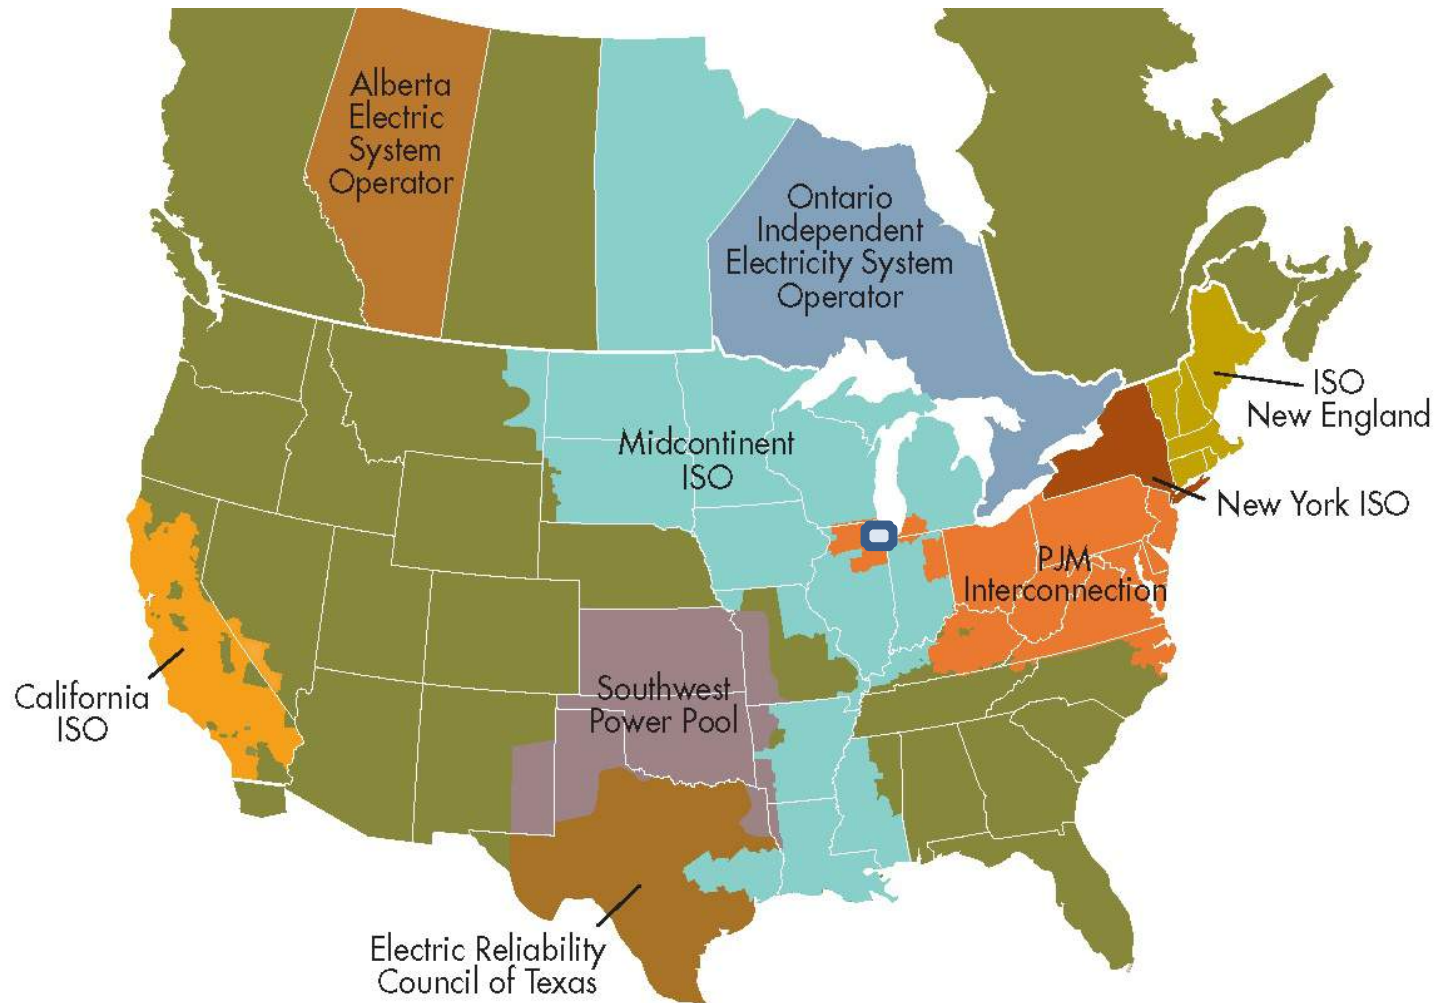 Alberta
Electric
System
Operator
Ontario
Independent
Electricity System
Operator
ISO
New England
Midcontinent
ISO
New York ISO
PJM
Interconnection
California
ISO
Southwest
Power Pool
Electric Reliability
Council of Texas